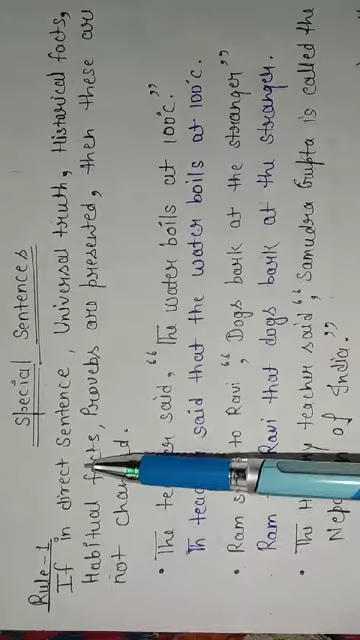 Special Sentences
Rule-1
If in direct sentence, Universal truth, Historical facts,
Habitual facts, Proverbs are presented, then these are
not chan d.
• The te er said, "The water boils at 100°c."
Th teac said that the water boils at 100°c.
• Ram s to Ravi, "Dogs bark at the stranger"
Ram Ravi that dogs bark at the stranger.
• The H y teacher said, "Samudra Gupta is called the
Nepo n of India."